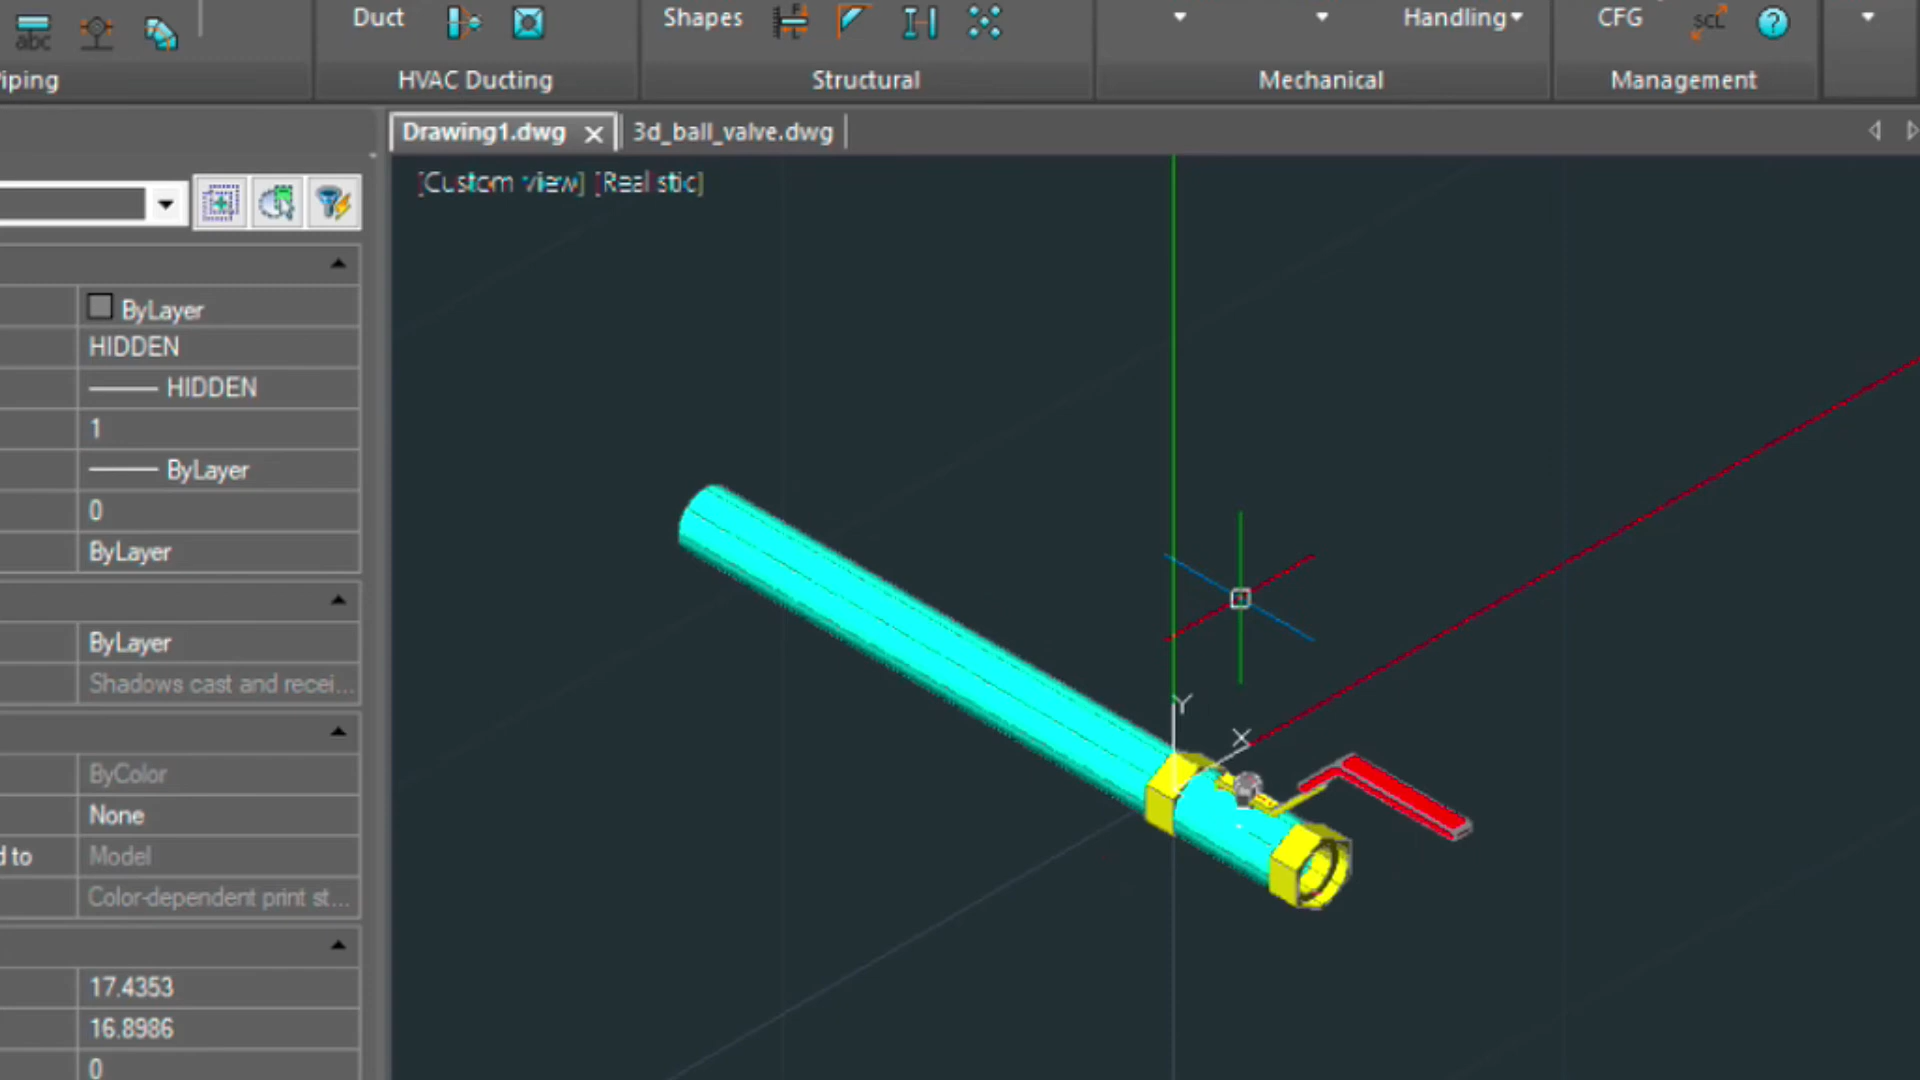 abc
Duct
Shapes
Handling
CFG
SCL
?
iping
HVAC Ducting
Structural
Mechanical
Management
Drawing1.dwg
3d_ball_valve.dwg
[Custom view] [Realistic]
ByLayer
HIDDEN
HIDDEN
1
ByLayer
0
ByLayer
ByLayer
Shadows cast and recei...
ByColor
None
d to
Model
Color-dependent print st...
17.4353
16.8986
0
Y
X